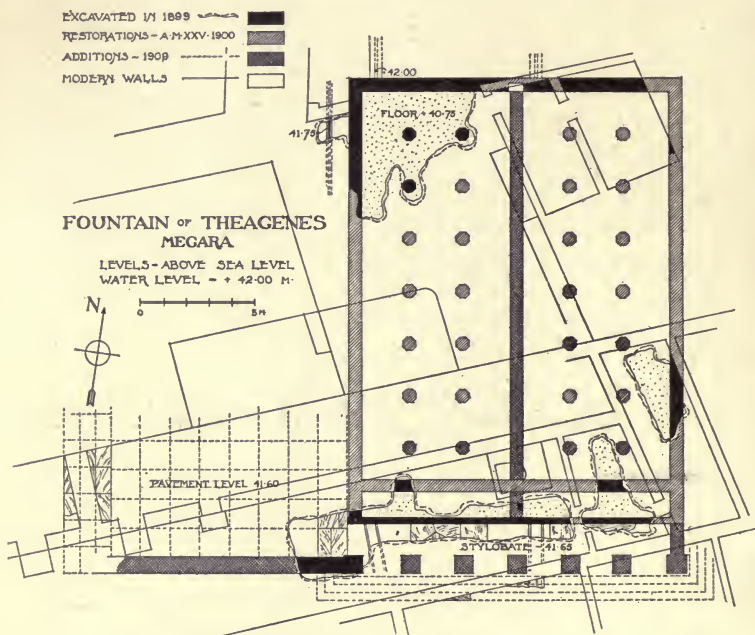 EXCAVATED IN 1899
RESTORATIONS - A·M·XXV·1900
ADDITIONS - 1909
MODERN WALLS
42·00
41·75
FLOOR + 40·75
FOUNTAIN OF THEAGENES
MEGARA
LEVELS - ABOVE SEA LEVEL
WATER LEVEL - + 42·00 M·
0 5M
N
PAVEMENT LEVEL 41·60
STYLOBATE - 41·65